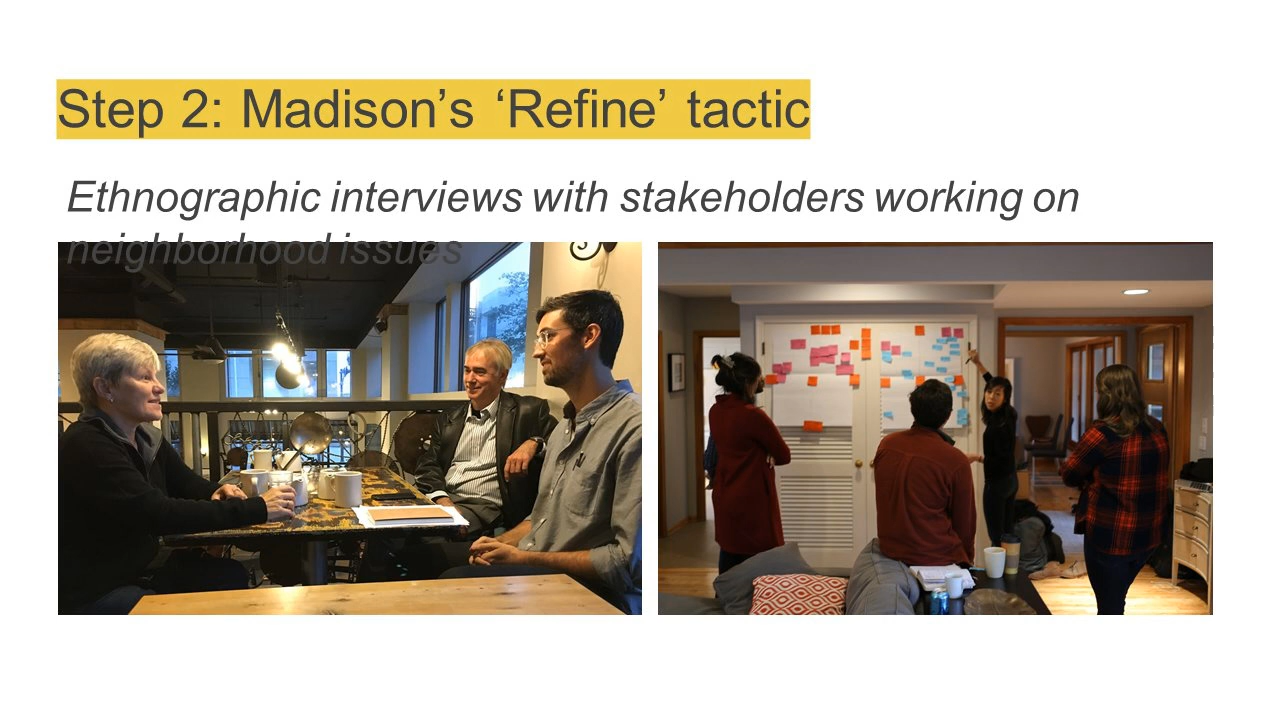 Step 2: Madison’s ‘Refine’ tactic
Ethnographic interviews with stakeholders working on
neighborhood issues